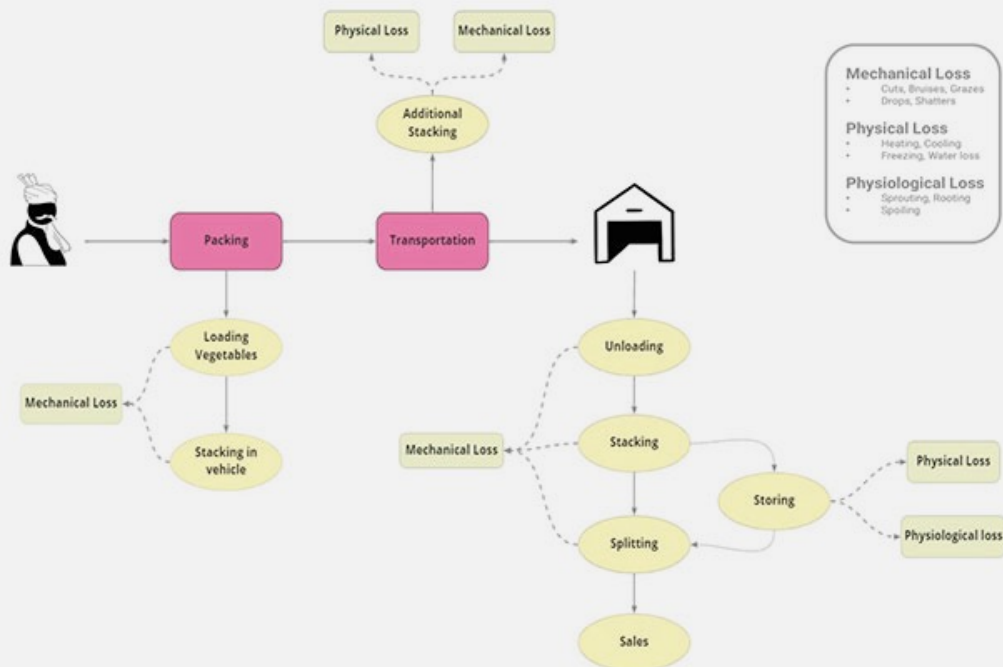 Physical Loss
Mechanical Loss
Additional
Stacking
Mechanical Loss
• Cuts, Bruises, Grazes
• Drops, Shatters
Physical Loss
• Heating, Cooling
• Freezing, Water loss
Physiological Loss
• Sprouting, Rooting
• Spoiling
Packing
Transportation
Loading
Vegetables
Mechanical Loss
Stacking in
vehicle
Unloading
Mechanical Loss
Stacking
Storing
Physical Loss
Physiological loss
Splitting
Sales